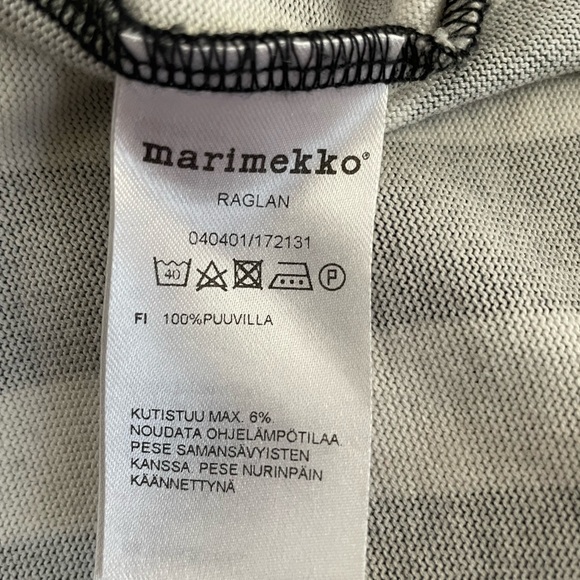 marimekko®
RAGLAN
040401/172131
40 P
FI 100%PUUVILLA
KUTISTUU MAX. 6%.
NOUDATA OHJELÄMPÖTILAA.
PESE SAMANSÄVYISTEN
KANSSA. PESE NURINPÄIN
KÄÄNNETTYNÄ